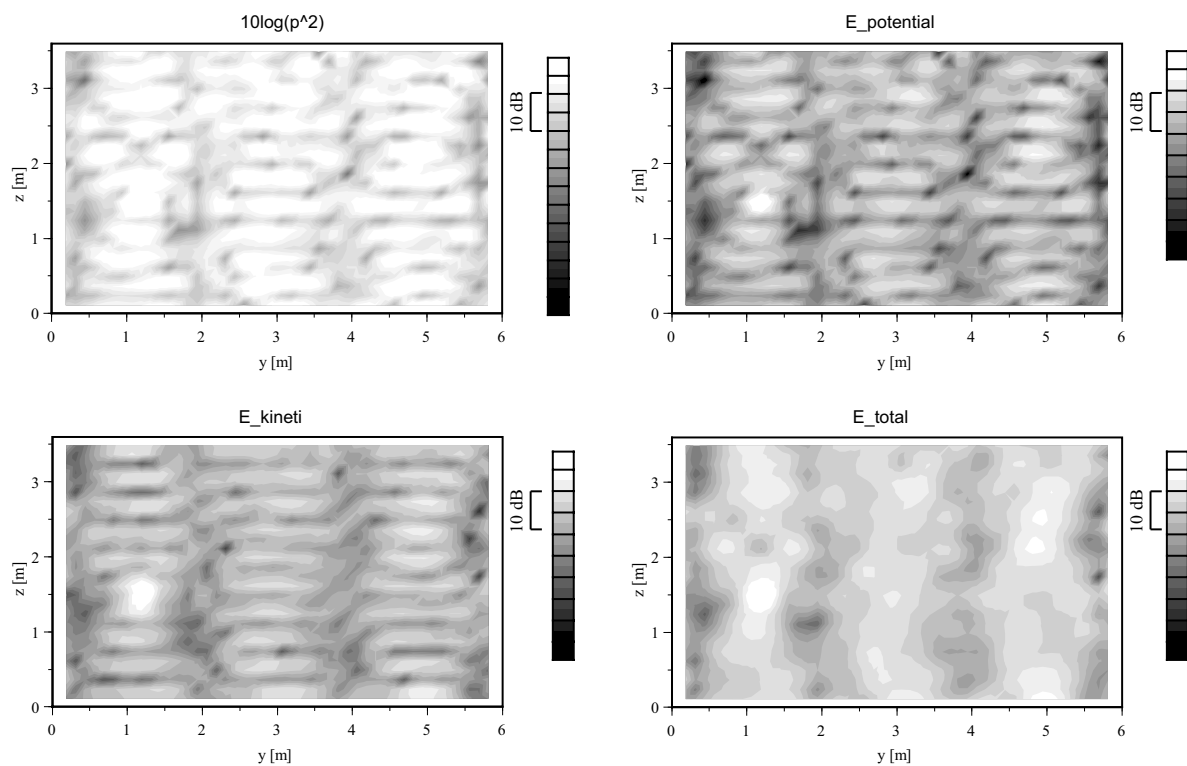 10log(p^2)
E_potential
z [m]
3
2
1
0
0 1 2 3 4 5 6
y [m]
10 dB
z [m]
3
2
1
0
0 1 2 3 4 5 6
y [m]
10 dB
E_kineti
E_total
z [m]
3
2
1
0
0 1 2 3 4 5 6
y [m]
10 dB
z [m]
3
2
1
0
0 1 2 3 4 5 6
y [m]
10 dB